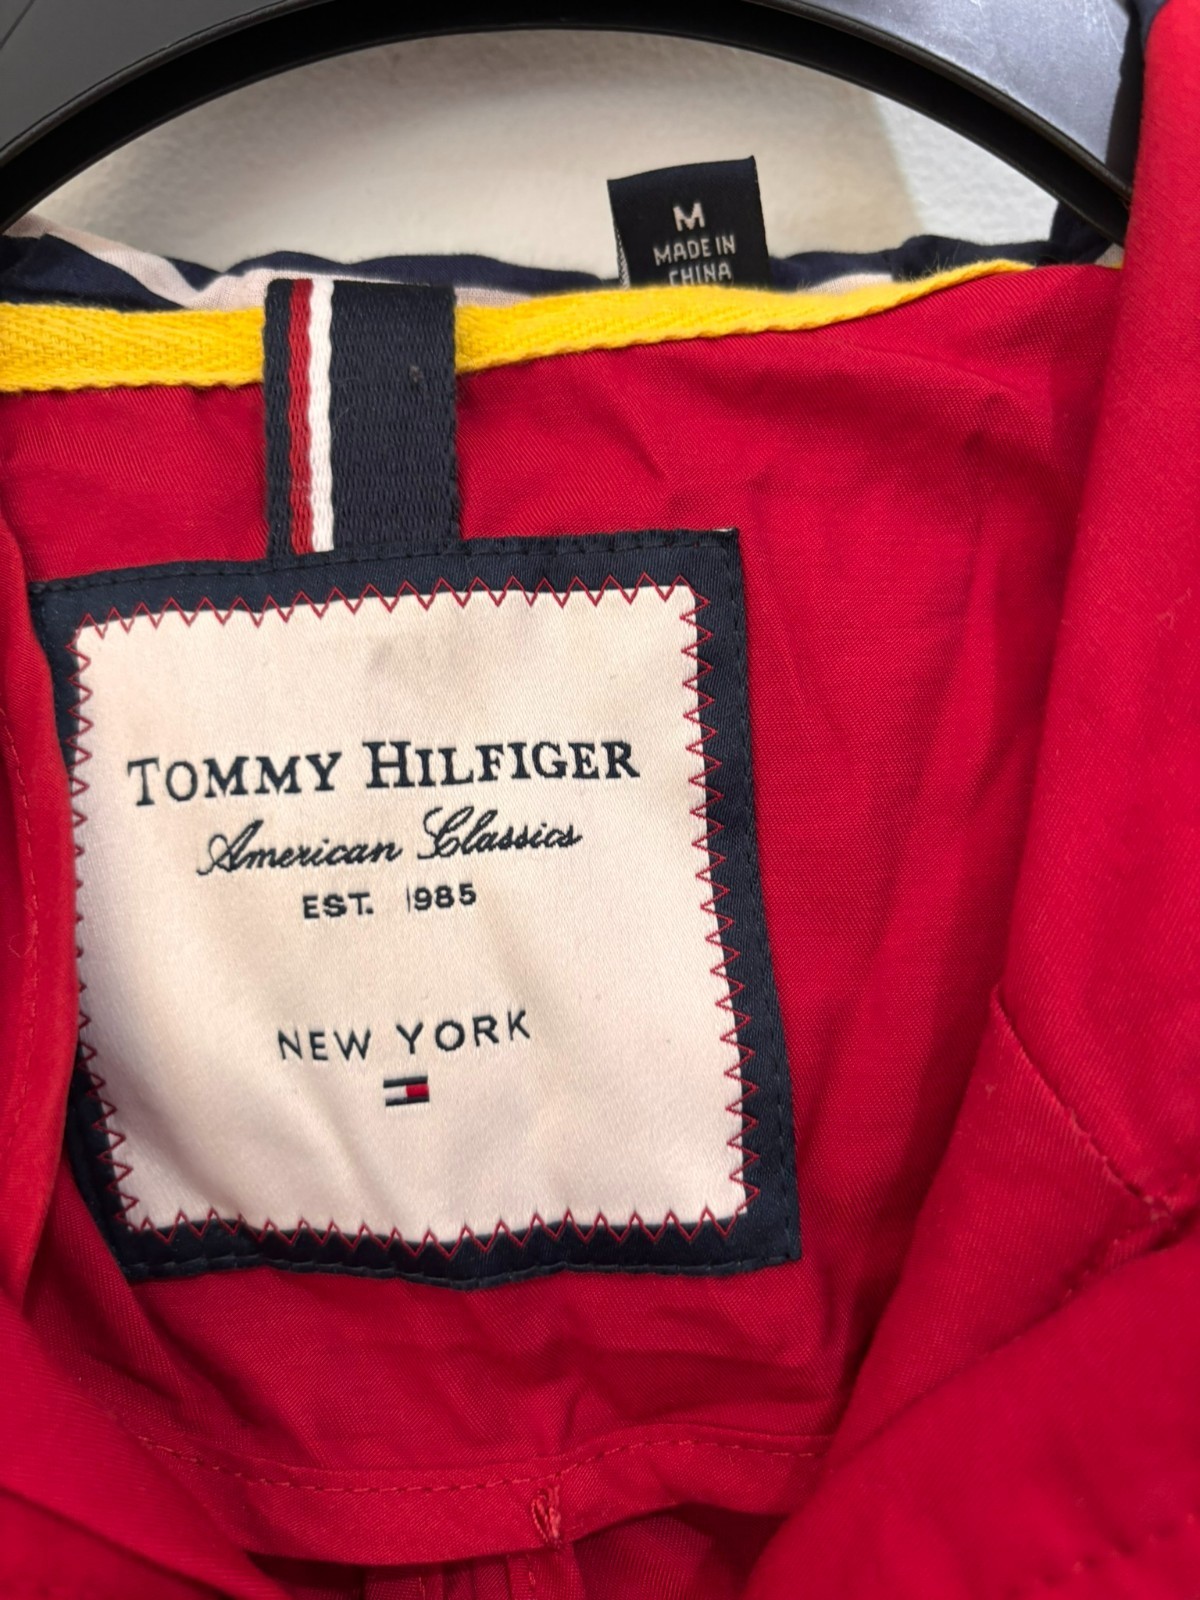 M
MADE IN
CHINA
TOMMY HILFIGER
American Classics
EST. 1985
NEW YORK